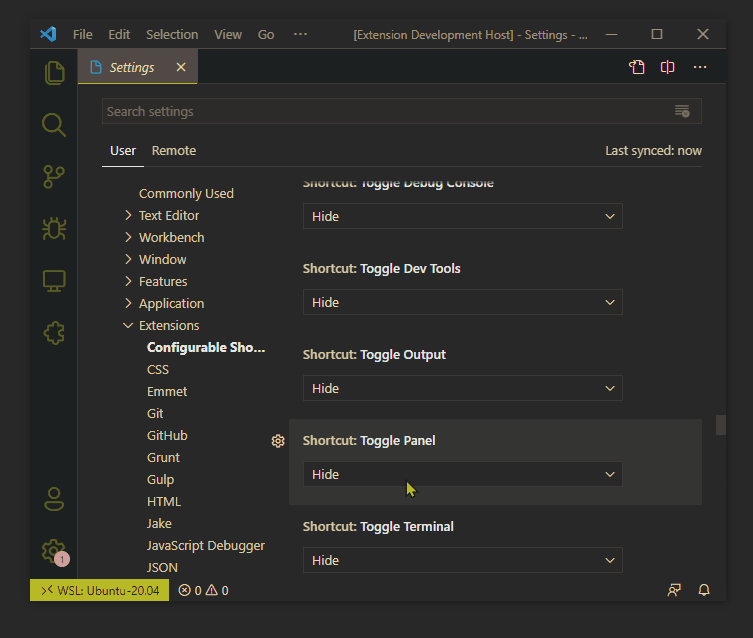 File Edit Selection View Go ··· [Extension Development Host] - Settings - ...
Settings
Search settings
User Remote Last synced: now
Commonly Used
Text Editor
Workbench
Window
Features
Application
Extensions
Configurable Sho...
CSS
Emmet
Git
GitHub
Grunt
Gulp
HTML
Jake
JavaScript Debugger
JSON
Shortcut: Toggle Debug Console
Hide
Shortcut: Toggle Dev Tools
Hide
Shortcut: Toggle Output
Hide
Shortcut: Toggle Panel
Hide
Shortcut: Toggle Terminal
Hide
1
WSL: Ubuntu-20.04 0 0